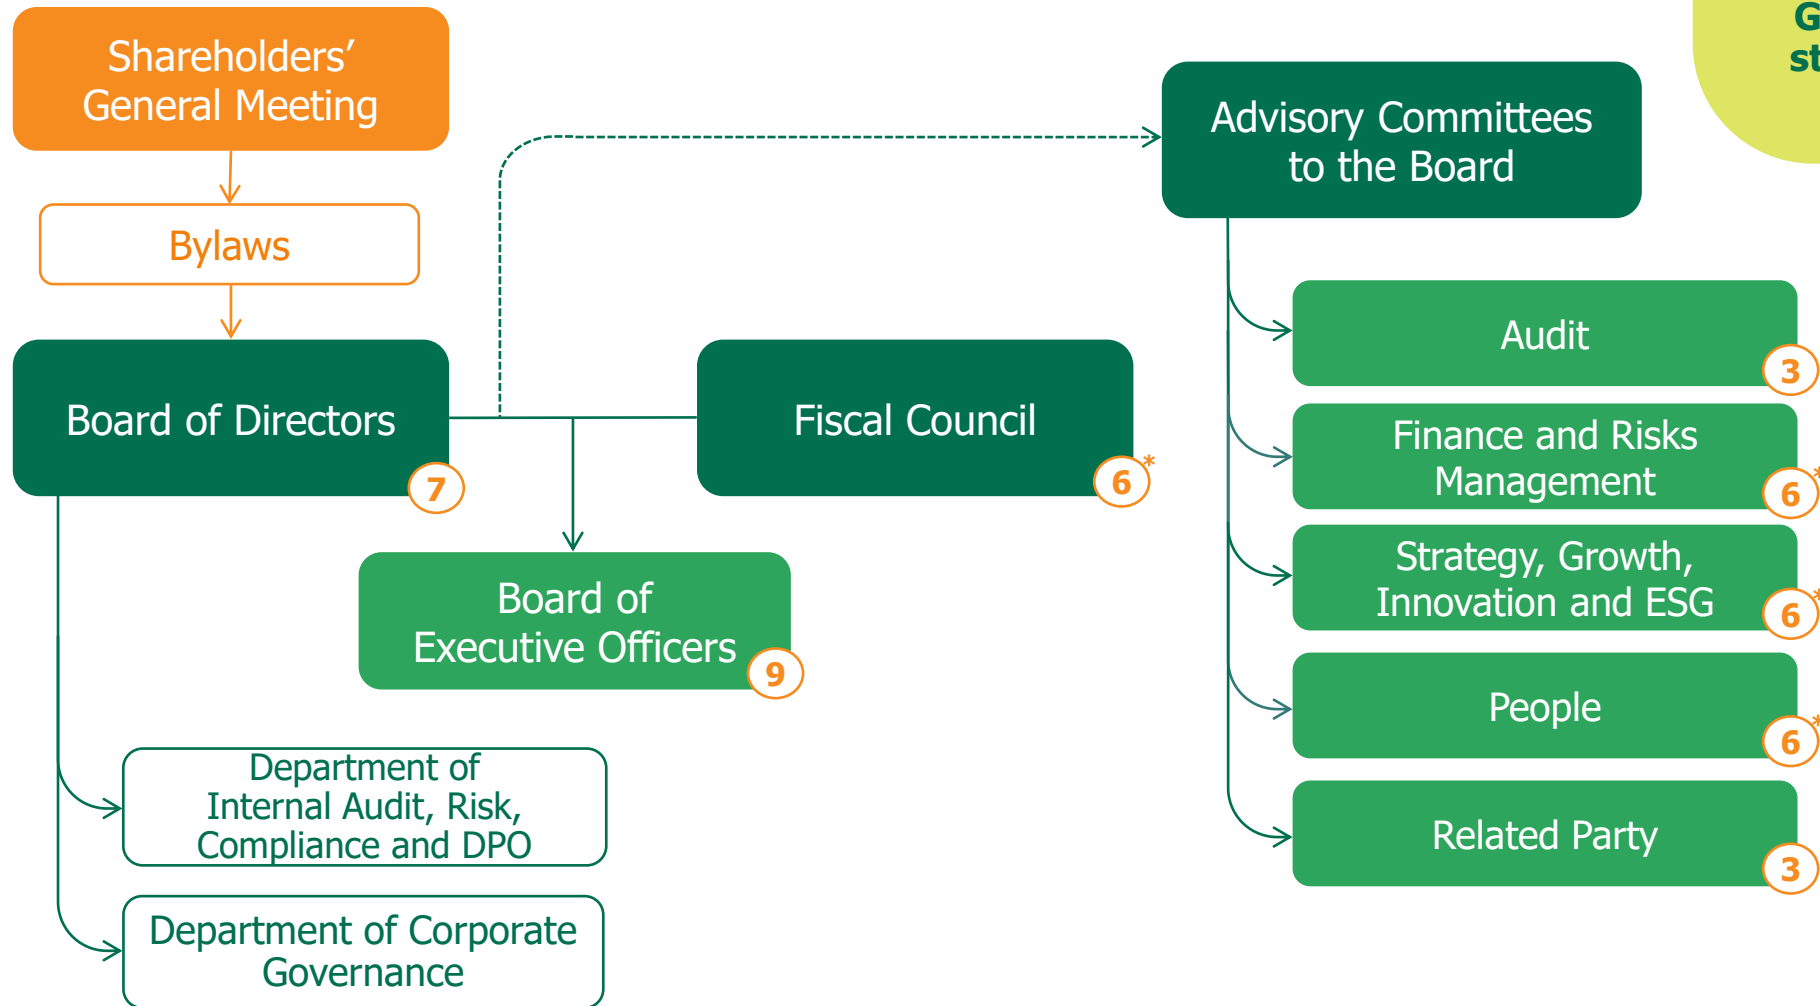 Shareholders’
General Meeting
Bylaws
Board of Directors
7
Fiscal Council
6*
Board of
Executive Officers
9
Department of
Internal Audit, Risk,
Compliance and DPO
Department of Corporate
Governance
Advisory Committees
to the Board
Audit
3
Finance and Risks
Management
6*
Strategy, Growth,
Innovation and ESG
6*
People
6*
Related Party
3